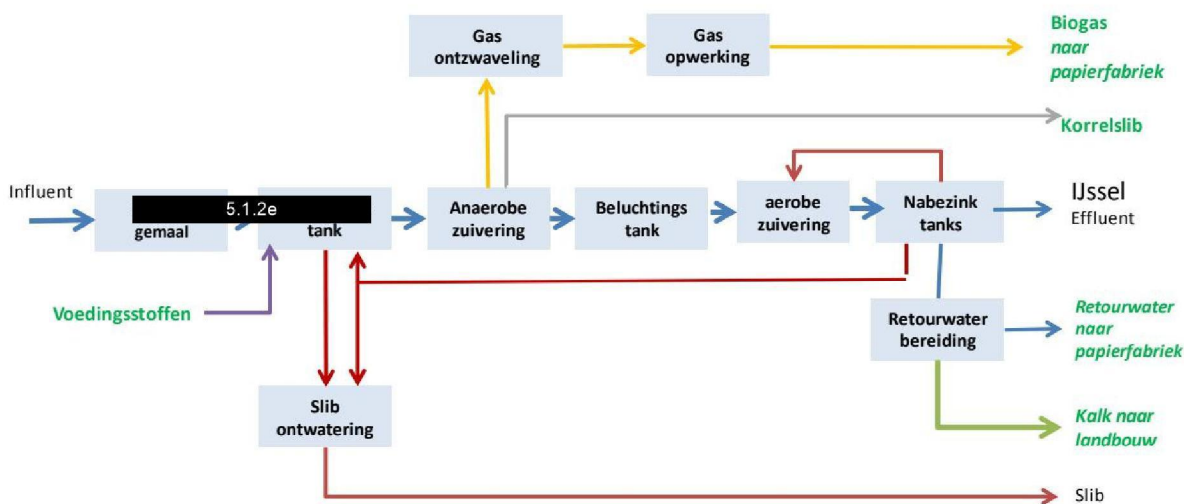 Gas
ontzwaveling
Gas
opwerking
Biogas
naar
papierfabriek
Korrelslib
Influent
5.1.2e
gemaal
tank
Anaerobe
zuivering
Beluchtings
tank
aerobe
zuivering
Nabezink
tanks
IJssel
Effluent
Voedingsstoffen
Retourwater
bereiding
Retourwater
naar
papierfabriek
Slib
ontwatering
Kalk naar
landbouw
Slib